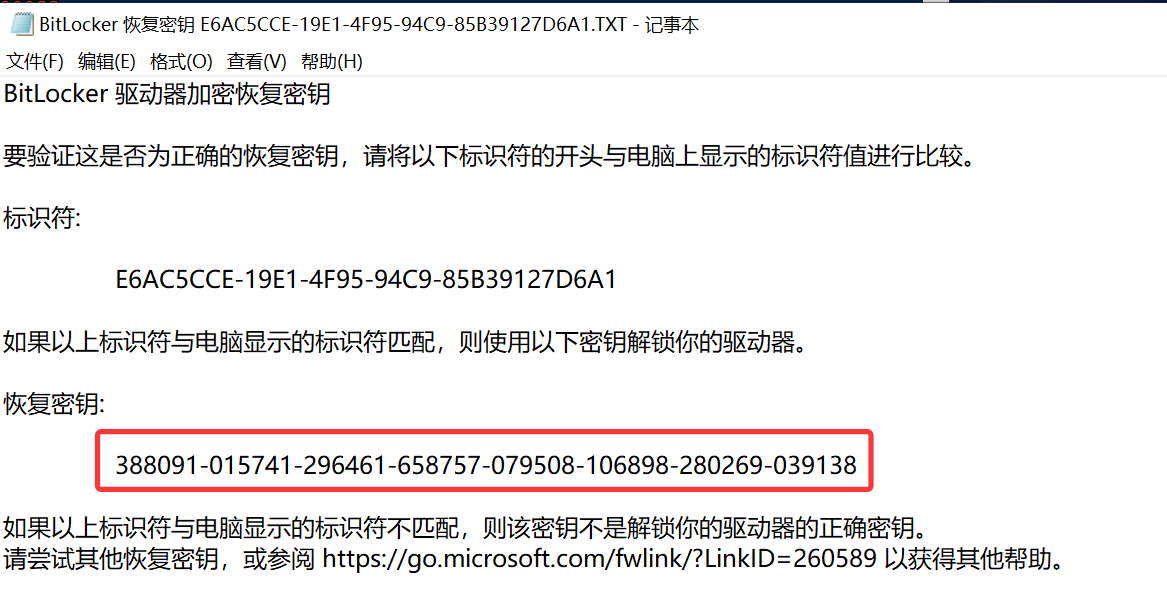 BitLocker 恢复密钥 E6AC5CCE-19E1-4F95-94C9-85B39127D6A1.TXT - 记事本
文件(F) 编辑(E) 格式(O) 查看(V) 帮助(H)
BitLocker 驱动器加密恢复密钥
要验证这是否为正确的恢复密钥，请将以下标识符的开头与电脑上显示的标识符值进行比较。
标识符:
E6AC5CCE-19E1-4F95-94C9-85B39127D6A1
如果以上标识符与电脑显示的标识符匹配，则使用以下密钥解锁你的驱动器。
恢复密钥:
388091-015741-296461-658757-079508-106898-280269-039138
如果以上标识符与电脑显示的标识符不匹配，则该密钥不是解锁你的驱动器的正确密钥。
请尝试其他恢复密钥，或参阅 https://go.microsoft.com/fwlink/?LinkID=260589 以获得其他帮助。